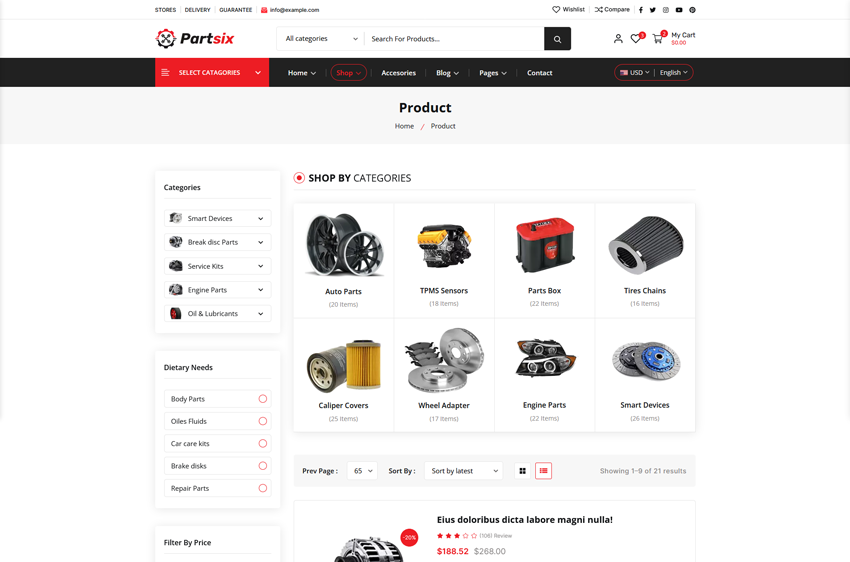 STORES DELIVERY GUARANTEE info@example.com Wishlist Compare
Partsix All categories Search For Products... 3 2 My Cart
$0.00
SELECT CATAGORIES Home Shop Accesories Blog Pages Contact USD English
Product
Home / Product
Categories
Smart Devices
Break disc Parts
Service Kits
Engine Parts
Oil & Lubricants
Dietary Needs
Body Parts
Oiles Fluids
Car care kits
Brake disks
Repair Parts
Filter By Price
SHOP BY CATEGORIES
Auto Parts TPMS Sensors Parts Box Tires Chains
(20 Items) (18 Items) (22 Items) (16 Items)
Caliper Covers Wheel Adapter Engine Parts Smart Devices
(25 Items) (17 Items) (22 Items) (26 Items)
Prev Page : 65 Sort By : Sort by latest Showing 1-9 of 21 results
Eius doloribus dicta labore magni nulla!
-20% (106) Review
$188.52 $268.00